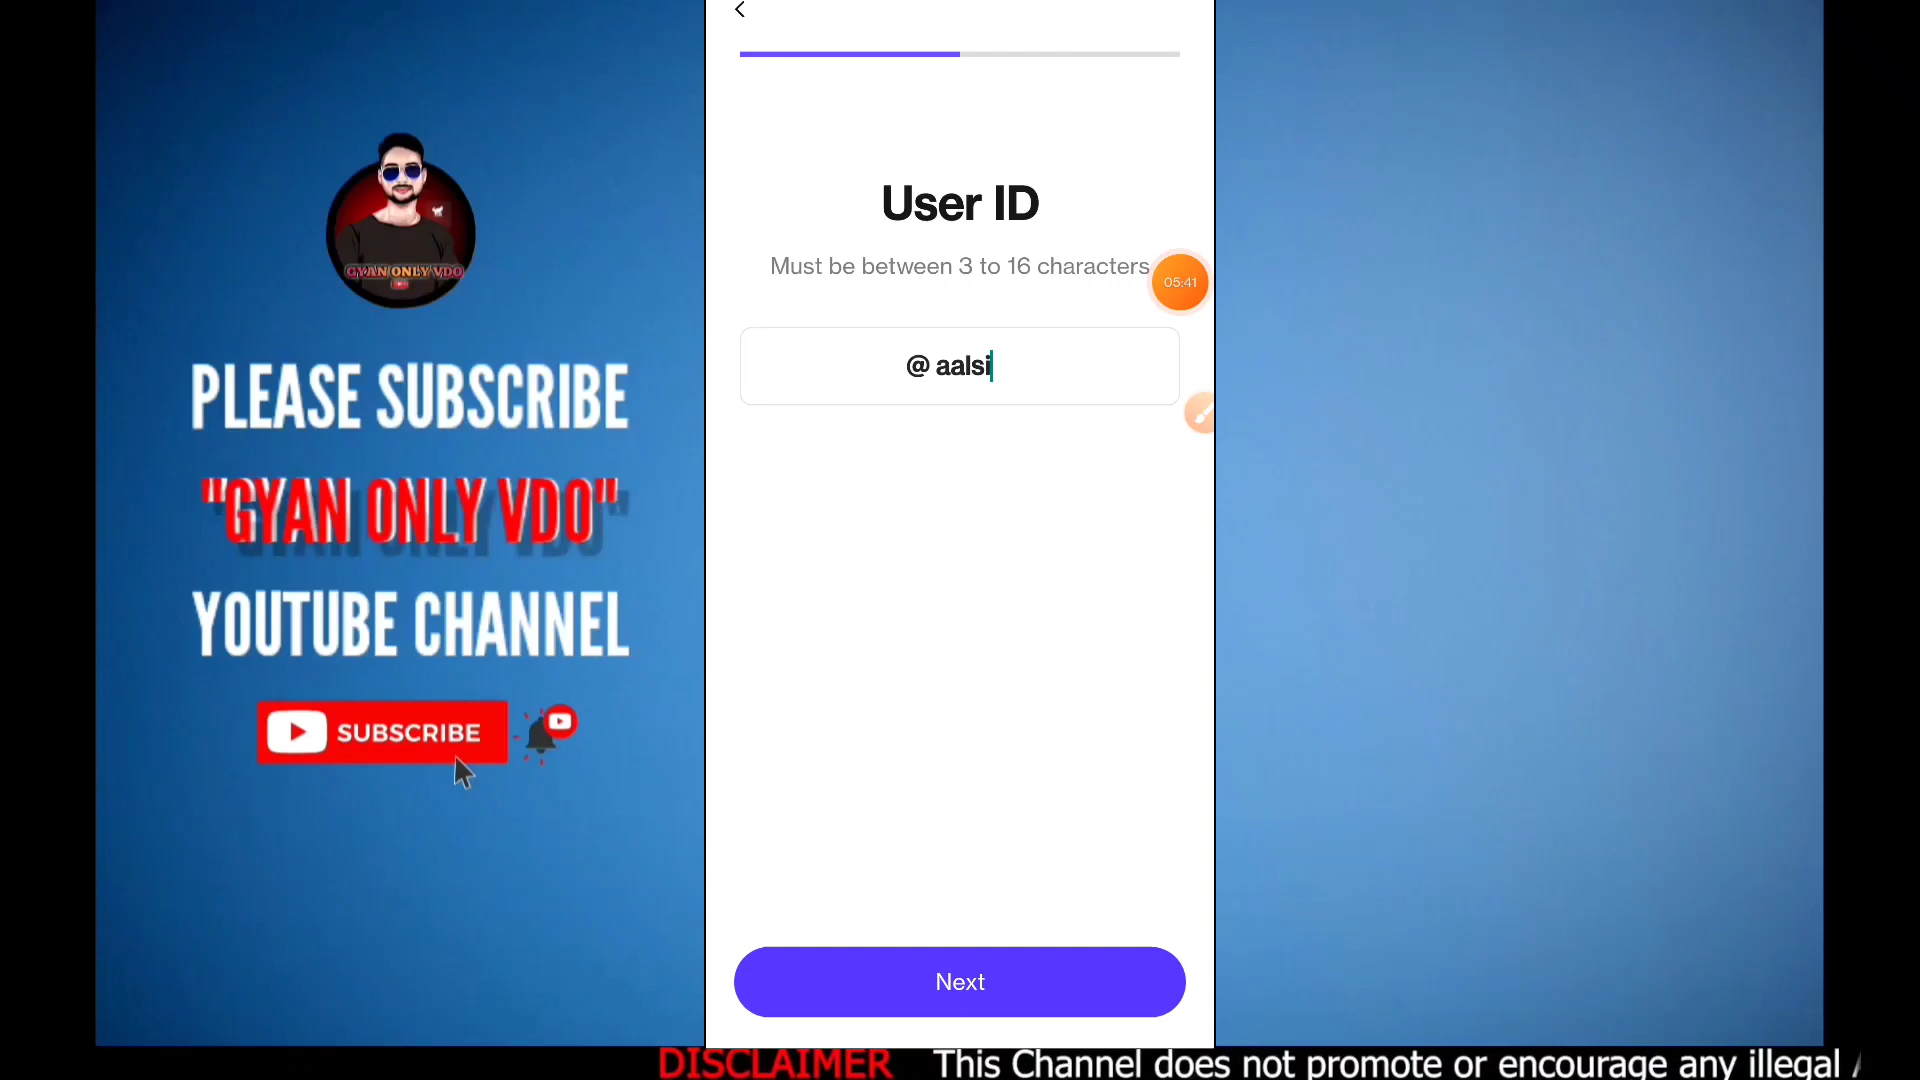 GYAN ONLY VDO
PLEASE SUBSCRIBE
"GYAN ONLY VDO"
YOUTUBE CHANNEL
SUBSCRIBE
User ID
Must be between 3 to 16 characters
05:41
@ aalsi
Next
DISCLAIMER This Channel does not promote or encourage any illegal